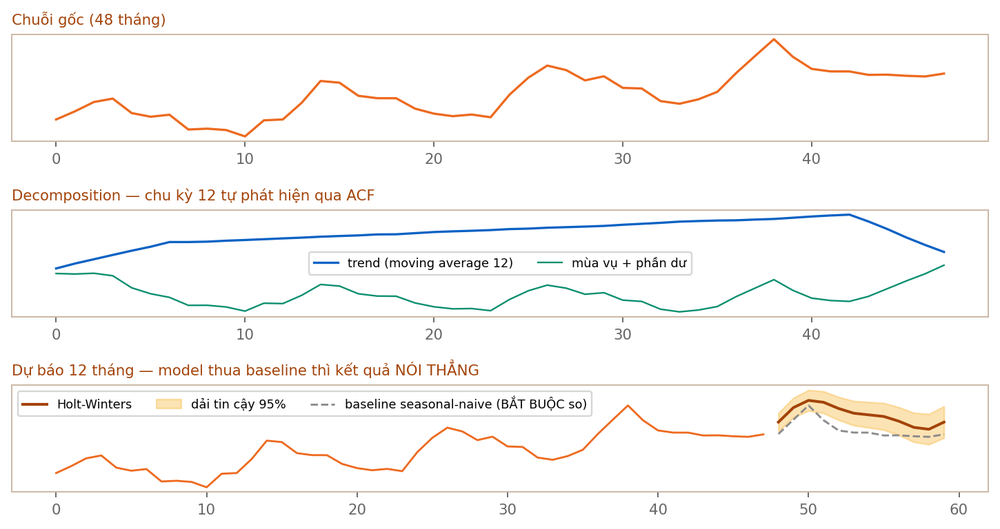 Chuỗi gốc (48 tháng)
0 10 20 30 40
Decomposition — chu kỳ 12 tự phát hiện qua ACF
trend (moving average 12) mùa vụ + phần dư
0 10 20 30 40
Dự báo 12 tháng — model thua baseline thì kết quả NÓI THẲNG
Holt-Winters dải tin cậy 95% baseline seasonal-naive (BẮT BUỘC so)
0 10 20 30 40 50 60